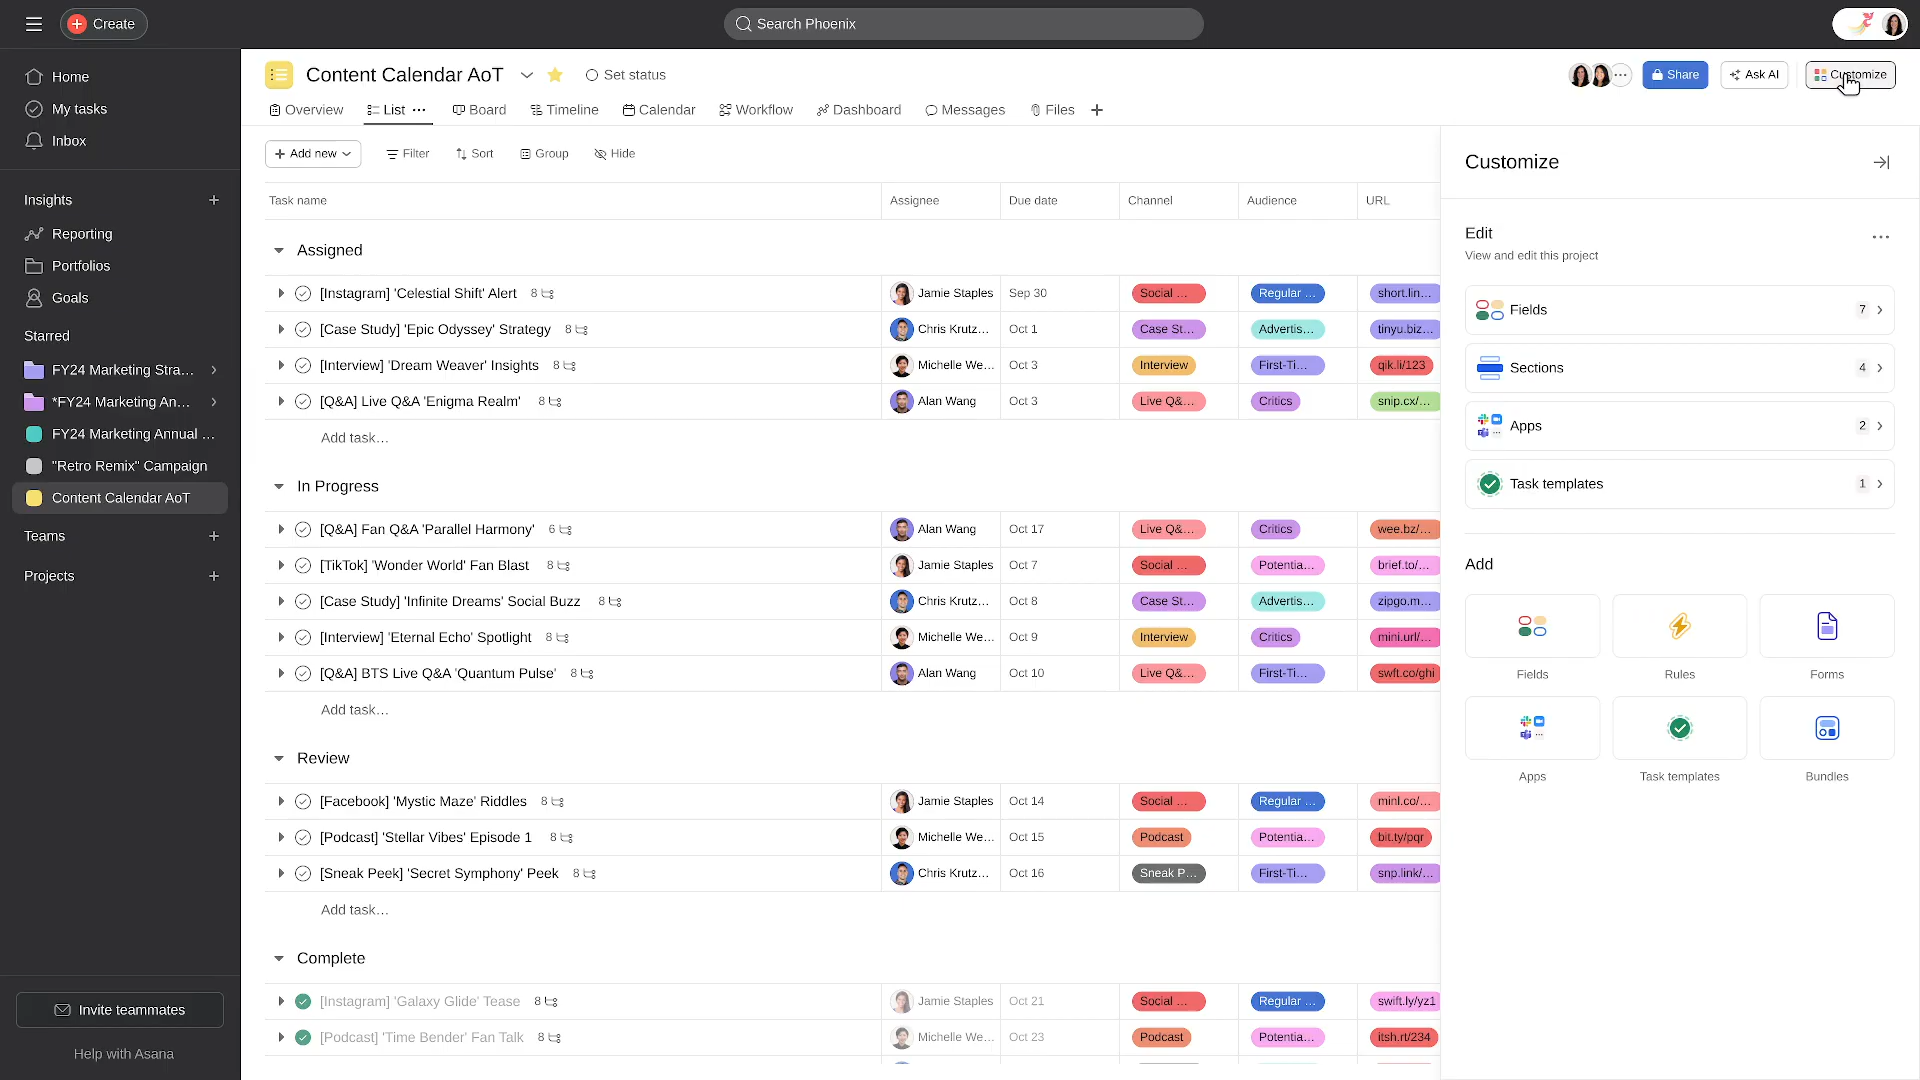 Create
Search Phoenix
Home
My tasks
Inbox
Insights
Reporting
Portfolios
Goals
Starred
FY24 Marketing Stra...
*FY24 Marketing An...
FY24 Marketing Annual ...
"Retro Remix" Campaign
Content Calendar AoT
Teams
Projects
Invite teammates
Help with Asana
Content Calendar AoT
Set status
Share
Ask AI
Customize
Overview
List
Board
Timeline
Calendar
Workflow
Dashboard
Messages
Files
Add new
Filter
Sort
Group
Hide
Task name Assignee Due date Channel Audience URL
Assigned
[Instagram] 'Celestial Shift' Alert 8 Jamie Staples Sep 30 Social ... Regular ... short.lin...
[Case Study] 'Epic Odyssey' Strategy 8 Chris Krutz... Oct 1 Case St... Advertis... tinyu.biz...
[Interview] 'Dream Weaver' Insights 8 Michelle We... Oct 3 Interview First-Ti... qik.li/123
[Q&A] Live Q&A 'Enigma Realm' 8 Alan Wang Oct 3 Live Q&... Critics snip.cx/...
Add task...
In Progress
[Q&A] Fan Q&A 'Parallel Harmony' 6 Alan Wang Oct 17 Live Q&... Critics wee.bz/...
[TikTok] 'Wonder World' Fan Blast 8 Jamie Staples Oct 7 Social ... Potentia... brief.to/...
[Case Study] 'Infinite Dreams' Social Buzz 8 Chris Krutz... Oct 8 Case St... Advertis... zipgo.m...
[Interview] 'Eternal Echo' Spotlight 8 Michelle We... Oct 9 Interview Critics mini.url/...
[Q&A] BTS Live Q&A 'Quantum Pulse' 8 Alan Wang Oct 10 Live Q&... First-Ti... swft.co/ghi
Add task...
Review
[Facebook] 'Mystic Maze' Riddles 8 Jamie Staples Oct 14 Social ... Regular ... minl.co/...
[Podcast] 'Stellar Vibes' Episode 1 8 Michelle We... Oct 15 Podcast Potentia... bit.ty/pqr
[Sneak Peek] 'Secret Symphony' Peek 8 Chris Krutz... Oct 16 Sneak P... First-Ti... snp.link/...
Add task...
Complete
[Instagram] 'Galaxy Glide' Tease 8 Jamie Staples Oct 21 Social ... Regular ... swift.ly/yz1
[Podcast] 'Time Bender' Fan Talk 8 Michelle We... Oct 23 Podcast Potentia... itsh.rt/234
Customize
Edit
View and edit this project
Fields 7
Sections 4
Apps 2
Task templates 1
Add
Fields Rules Forms
Apps Task templates Bundles